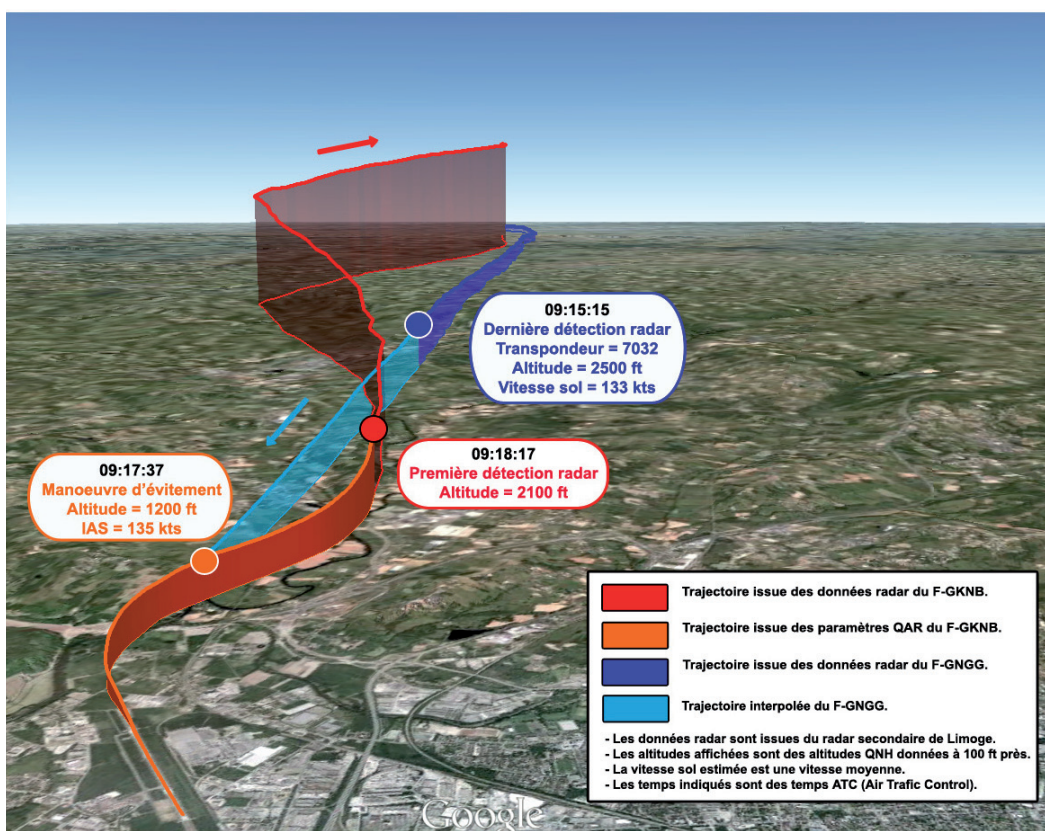 09:15:15
Dernière détection radar
Transpondeur = 7032
Altitude = 2500 ft
Vitesse sol = 133 kts
09:18:17
Première détection radar
Altitude = 2100 ft
09:17:37
Manoeuvre d'évitement
Altitude = 1200 ft
IAS = 135 kts
Trajectoire issue des données radar du F-GKNB.
Trajectoire issue des paramètres QAR du F-GKNB.
Trajectoire issue des données radar du F-GNGG.
Trajectoire interpolée du F-GNGG.
- Les données radar sont issues du radar secondaire de Limoge.
- Les altitudes affichées sont des altitudes QNH données à 100 ft près.
- La vitesse sol estimée est une vitesse moyenne.
- Les temps indiqués sont des temps ATC (Air Trafic Control).
Google